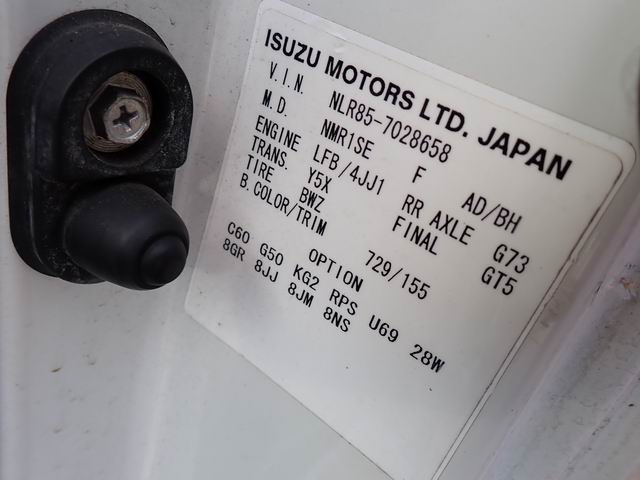 ISUZU MOTORS LTD. JAPAN
V.I.N. NLR85-7028658
M.D. NMR1SE F AD/BH
ENGINE LFB/4JJ1 RR AXLE G73
TRANS. Y5X FINAL GT5
TIRE BWZ
B.COLOR/TRIM 729/155
OPTION
C60 G50 KG2 RPS U69 28W
8GR 8JJ 8JM 8NS